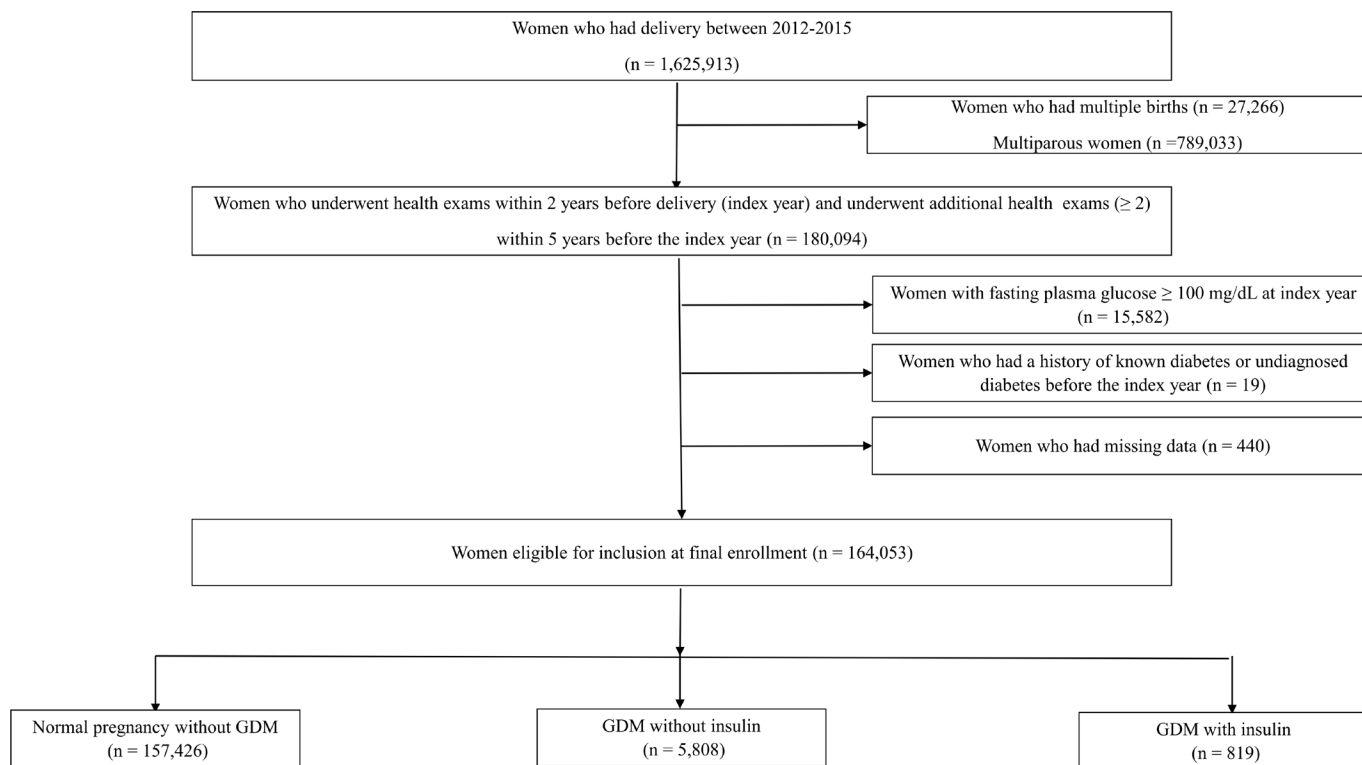 Women who had delivery between 2012-2015
(n = 1,625,913)
Women who had multiple births (n = 27,266)
Multiparous women (n =789,033)
Women who underwent health exams within 2 years before delivery (index year) and underwent additional health exams (≥ 2)
within 5 years before the index year (n = 180,094)
Women with fasting plasma glucose ≥ 100 mg/dL at index year
(n = 15,582)
Women who had a history of known diabetes or undiagnosed
diabetes before the index year (n = 19)
Women who had missing data (n = 440)
Women eligible for inclusion at final enrollment (n = 164,053)
Normal pregnancy without GDM
(n = 157,426)
GDM without insulin
(n = 5,808)
GDM with insulin
(n = 819)